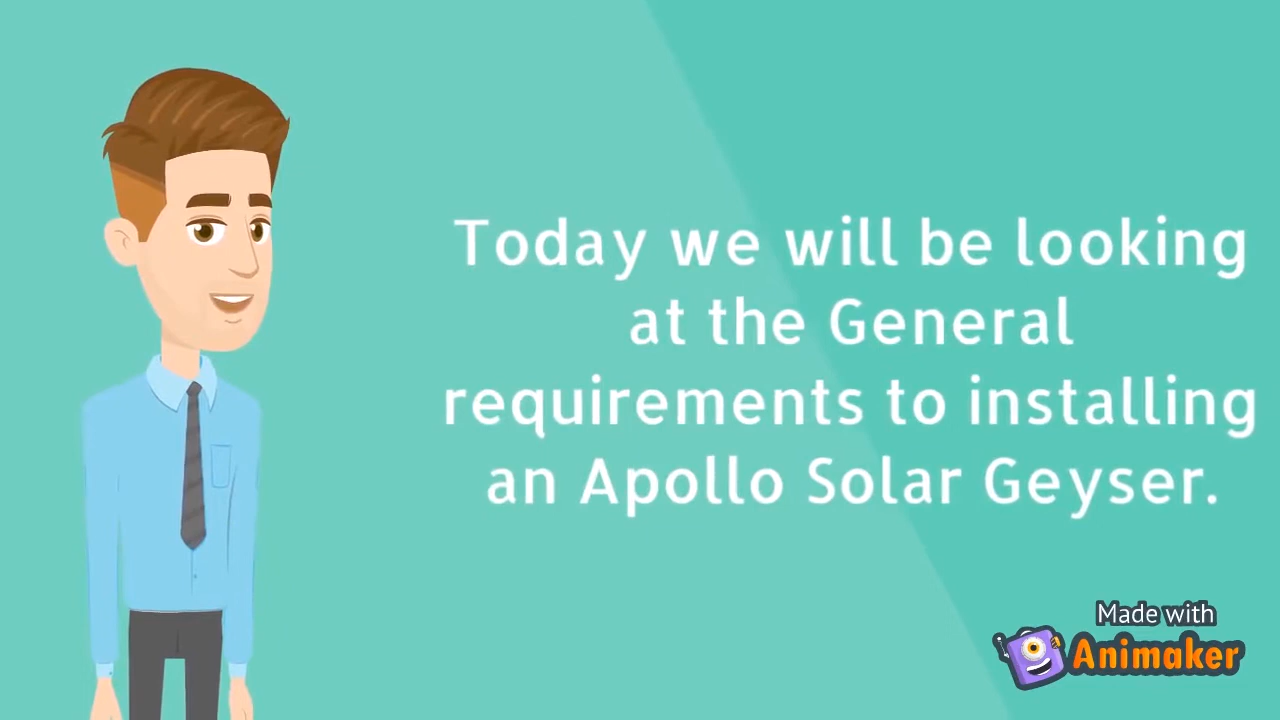 Today we will be looking
at the General
requirements to installing
an Apollo Solar Geyser.
Made with
Animaker